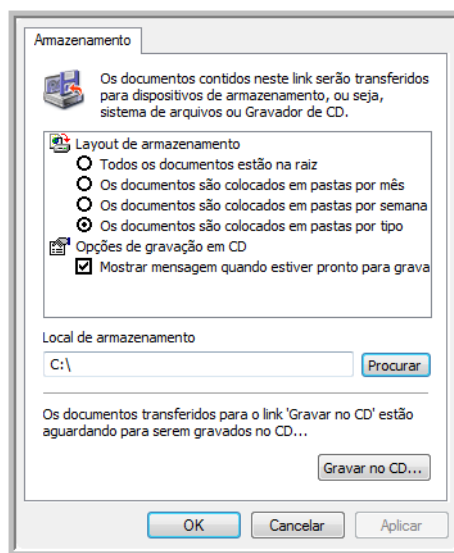 Armazenamento
Os documentos contidos neste link serão transferidos
para dispositivos de armazenamento, ou seja,
sistema de arquivos ou Gravador de CD.
Layout de armazenamento
Todos os documentos estão na raiz
Os documentos são colocados em pastas por mês
Os documentos são colocados em pastas por semana
Os documentos são colocados em pastas por tipo
Opções de gravação em CD
Mostrar mensagem quando estiver pronto para grava
Local de armazenamento
C:\
Procurar
Os documentos transferidos para o link 'Gravar no CD' estão
aguardando para serem gravados no CD...
Gravar no CD...
OK Cancelar Aplicar